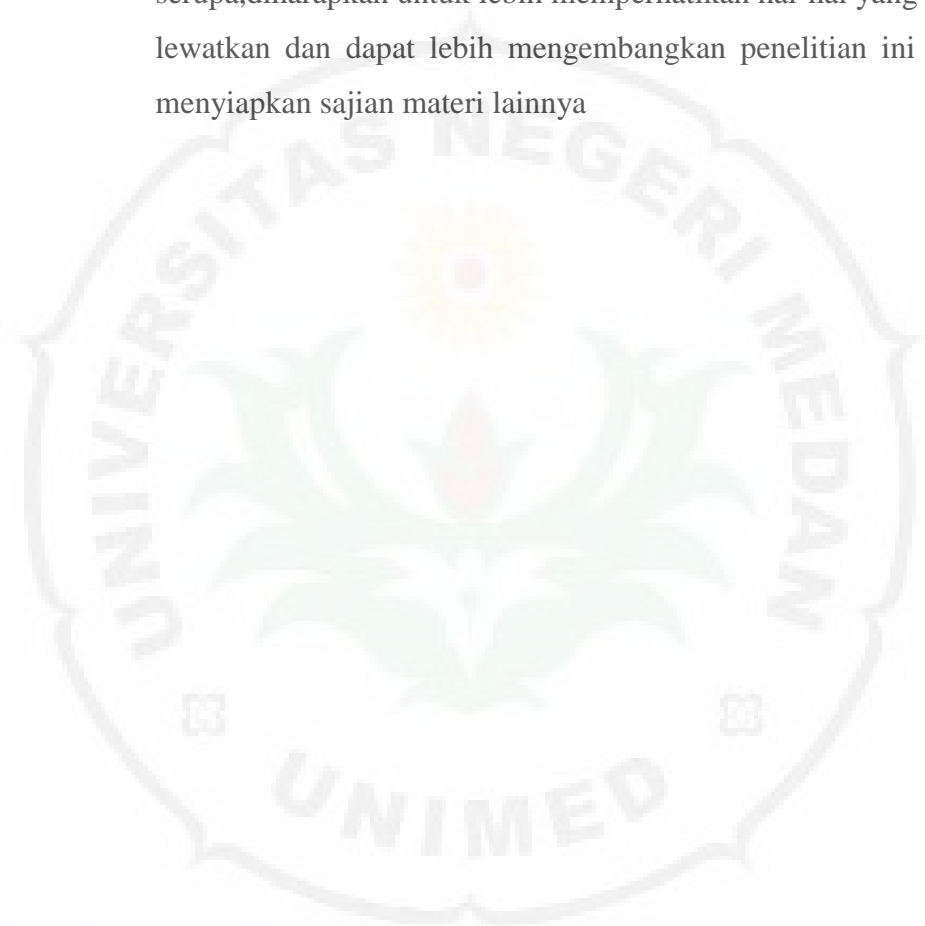 serupa,diharapkan untuk lebih memperhatikan hal-hal yang
lewatkan dan dapat lebih mengembangkan penelitian ini
menyiapkan sajian materi lainnya
UNIVERSITAS NEGERI MEDAN
UNIMED